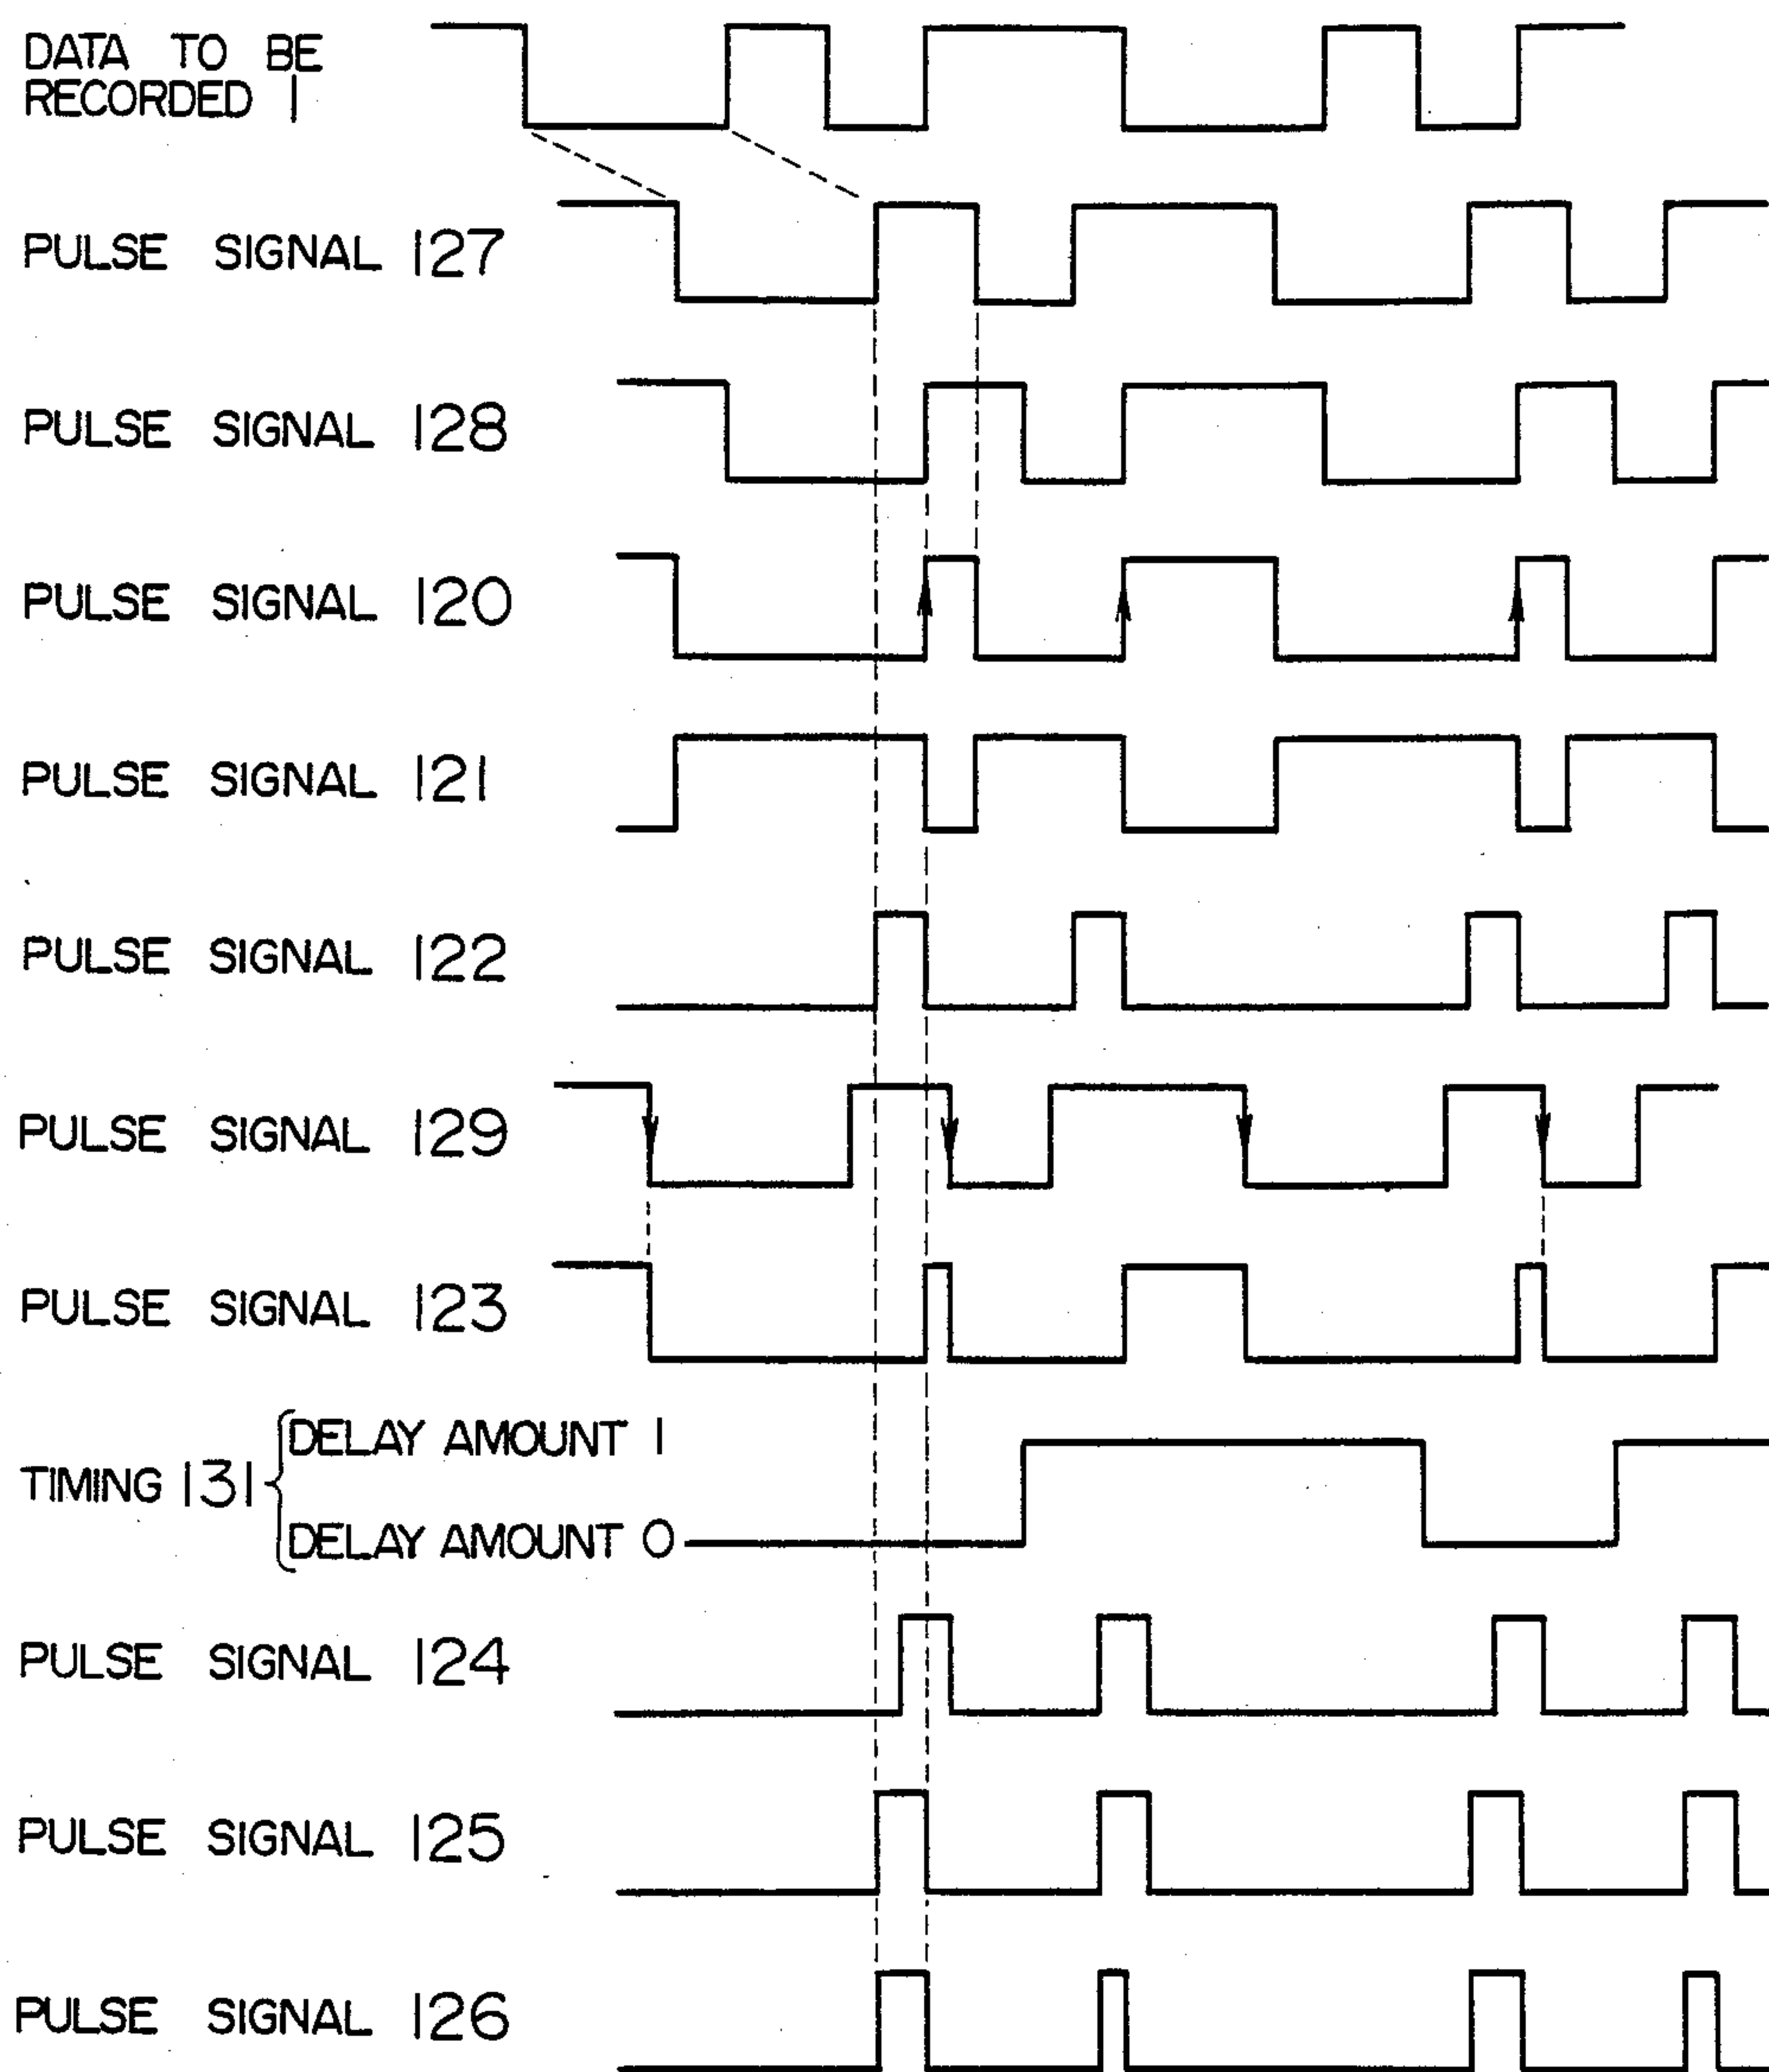 DATA TO BE
RECORDED 1
PULSE SIGNAL 127
PULSE SIGNAL 128
PULSE SIGNAL 120
PULSE SIGNAL 121
PULSE SIGNAL 122
PULSE SIGNAL 129
PULSE SIGNAL 123
DELAY AMOUNT 1
TIMING 131
DELAY AMOUNT 0
PULSE SIGNAL 124
PULSE SIGNAL 125
PULSE SIGNAL 126